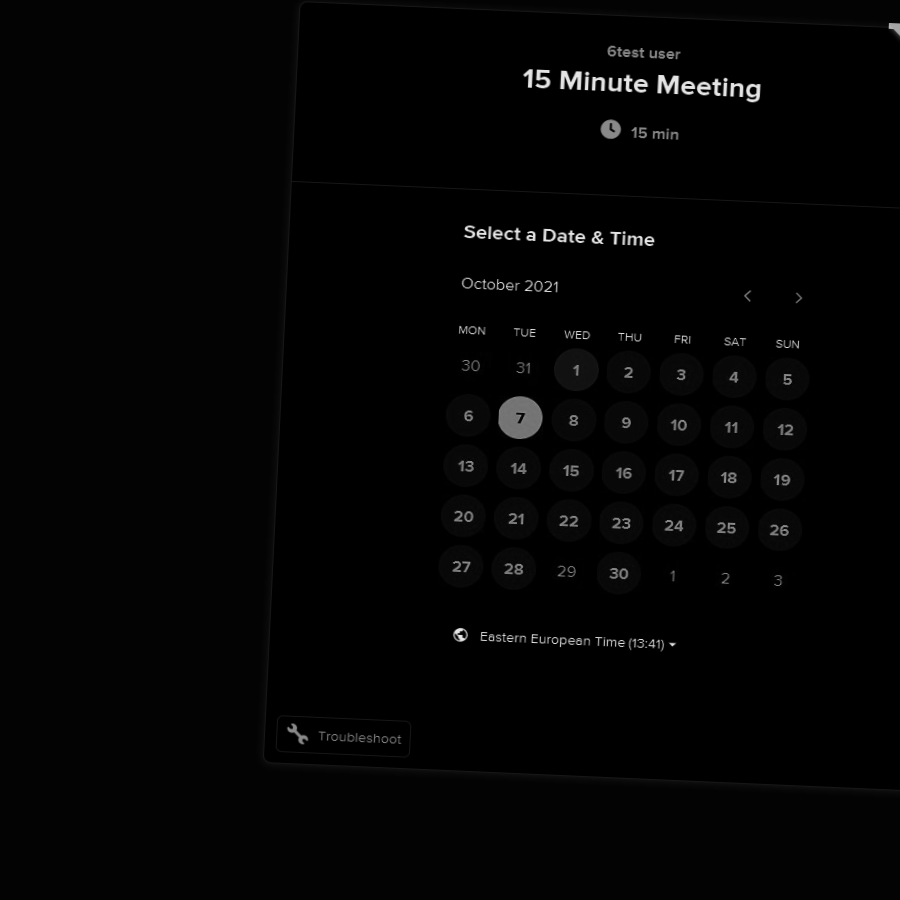 6test user
15 Minute Meeting
15 min
Select a Date & Time
October 2021
MON TUE WED THU FRI SAT SUN
30 31 1 2 3 4 5
6 7 8 9 10 11 12
13 14 15 16 17 18 19
20 21 22 23 24 25 26
27 28 29 30 1 2 3
Eastern European Time (13:41)
Troubleshoot